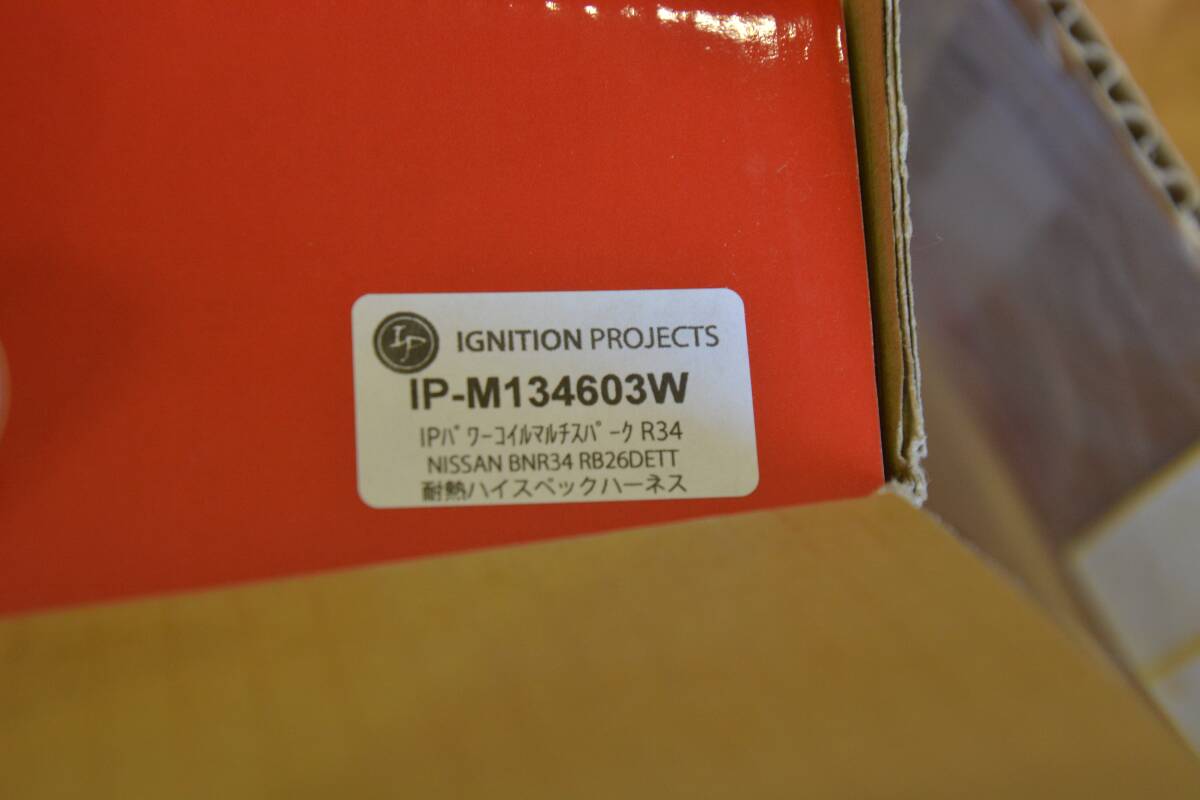 IP IGNITION PROJECTS
IP-M134603W
IPﾊﾟﾜｰｺｲﾙﾏﾙﾁｽﾊﾟｰｸ R34
NISSAN BNR34 RB26DETT
耐熱ハイスペックハーネス